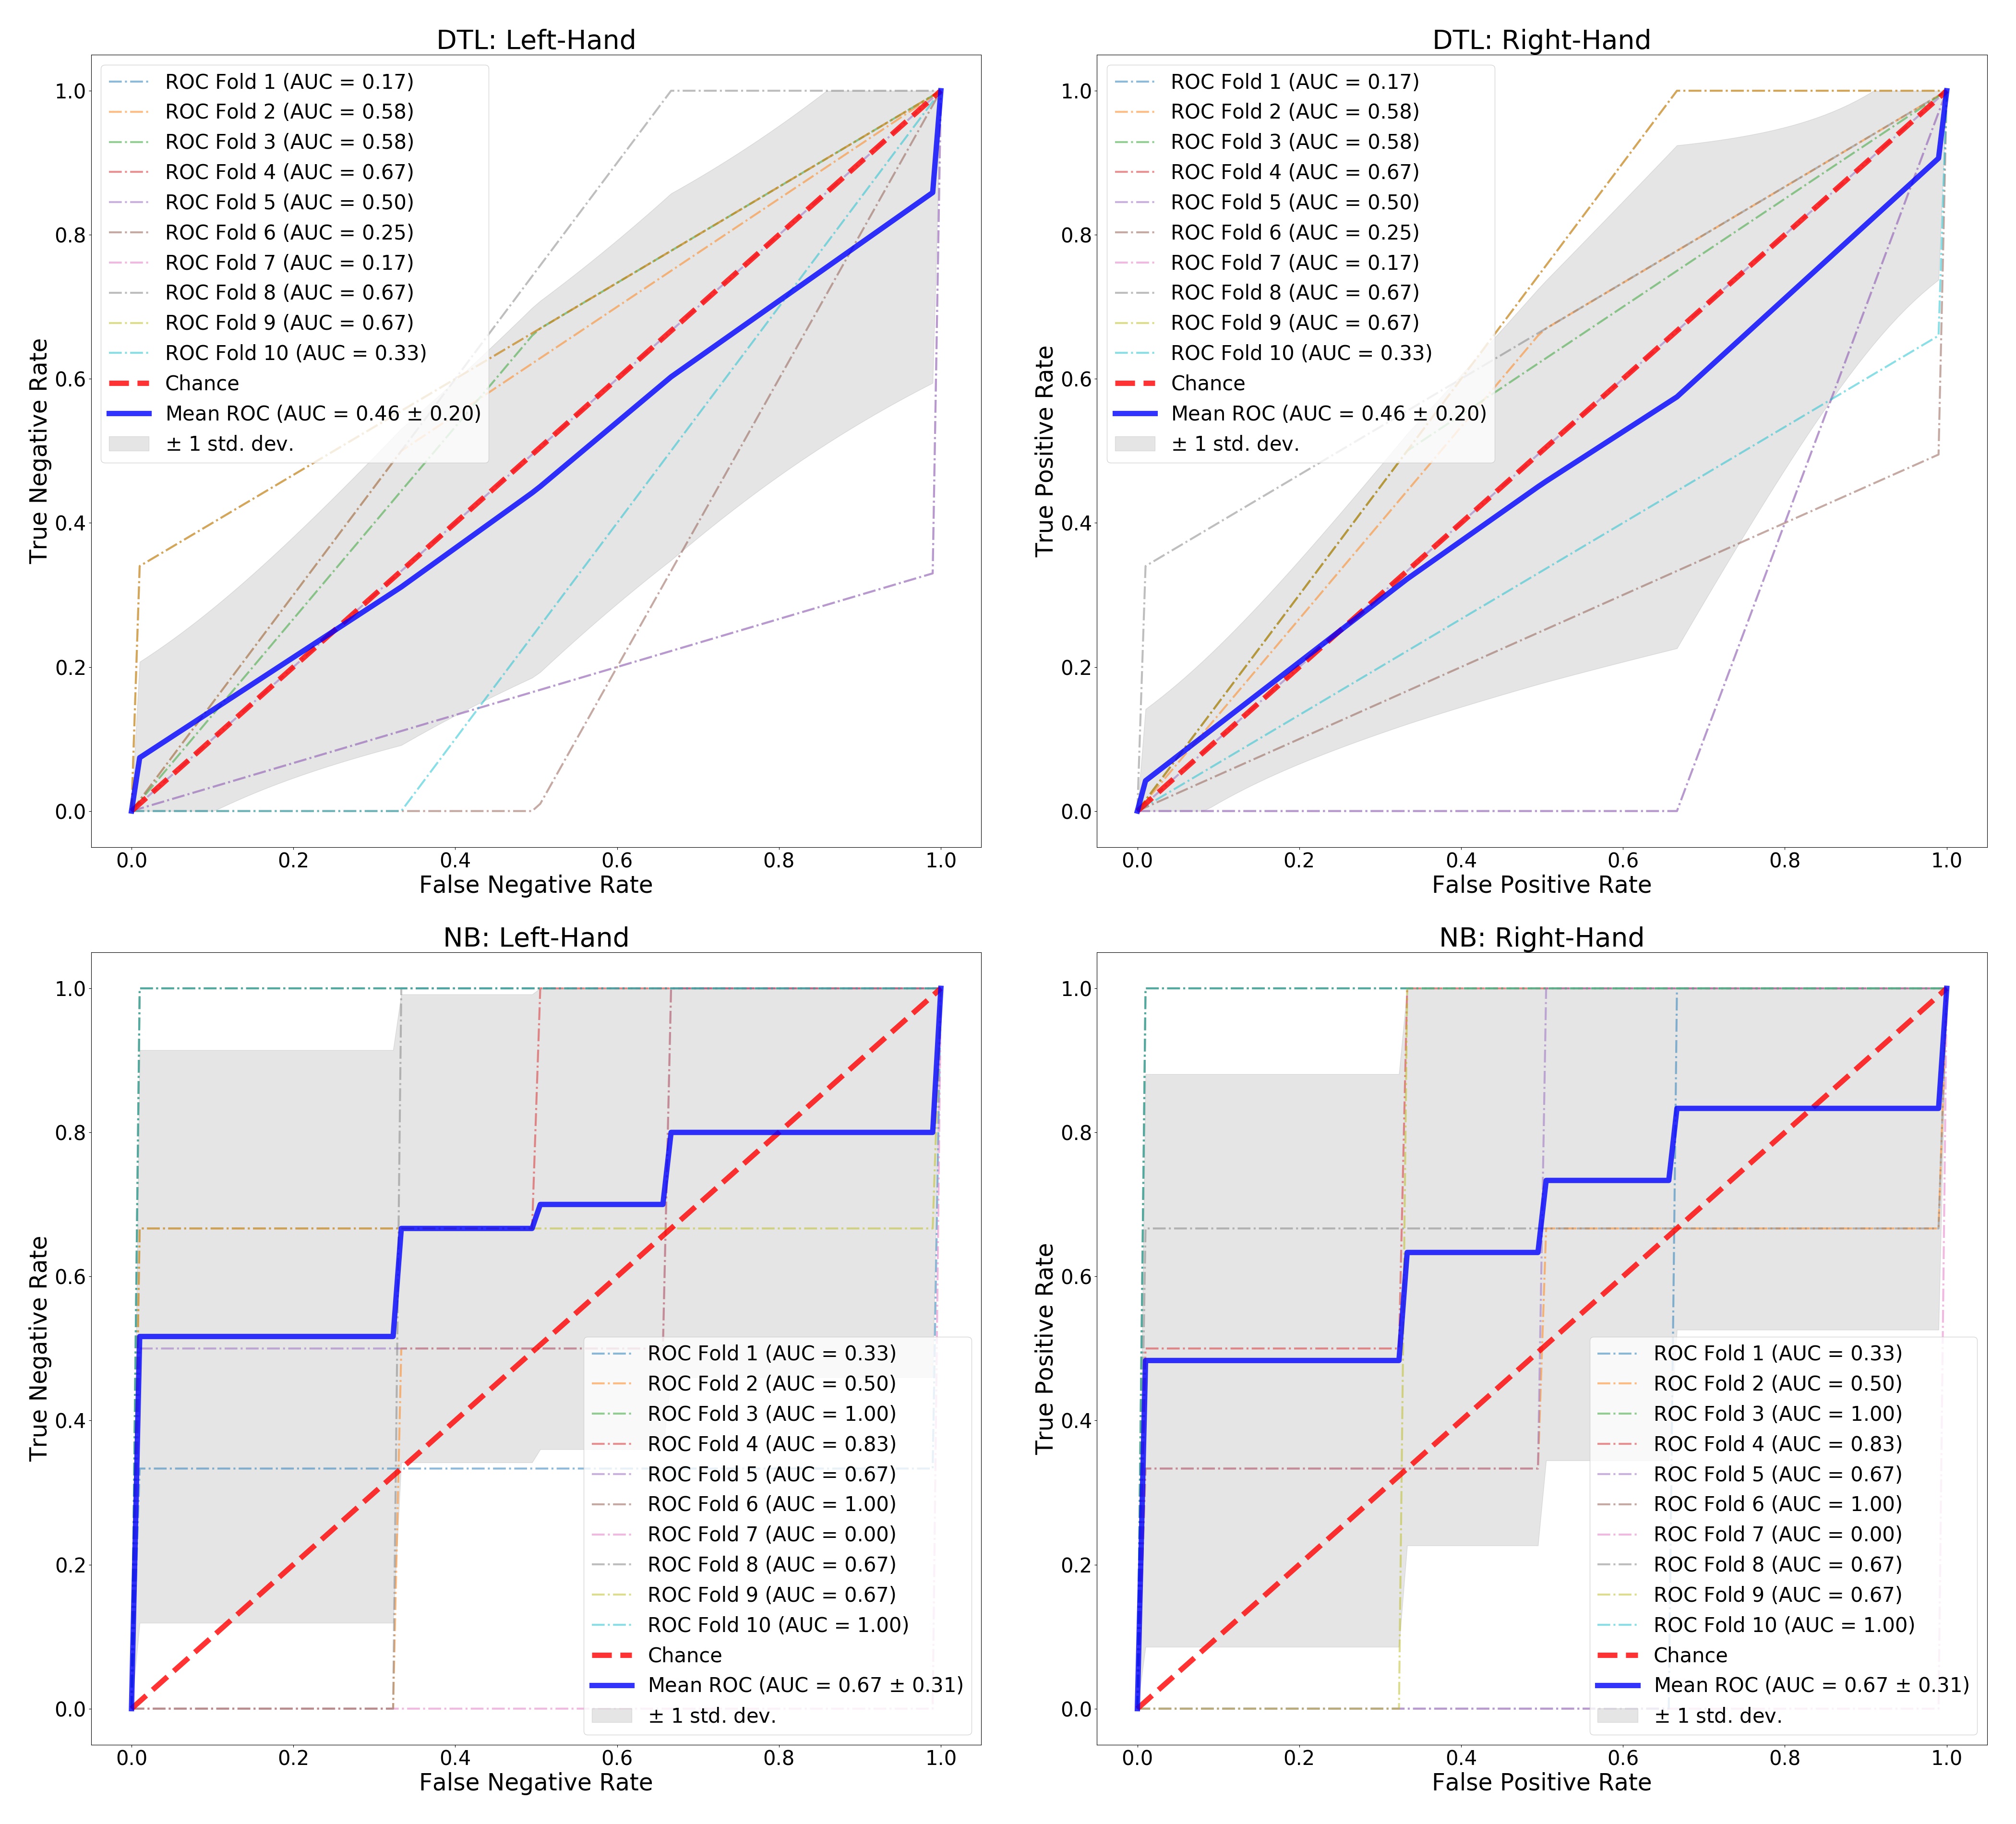 DTL: Left-Hand
True Negative Rate
1.0
0.8
0.6
0.4
0.2
0.0
ROC Fold 1 (AUC = 0.17)
ROC Fold 2 (AUC = 0.58)
ROC Fold 3 (AUC = 0.58)
ROC Fold 4 (AUC = 0.67)
ROC Fold 5 (AUC = 0.50)
ROC Fold 6 (AUC = 0.25)
ROC Fold 7 (AUC = 0.17)
ROC Fold 8 (AUC = 0.67)
ROC Fold 9 (AUC = 0.67)
ROC Fold 10 (AUC = 0.33)
Chance
Mean ROC (AUC = 0.46 ± 0.20)
± 1 std. dev.
0.0 0.2 0.4 0.6 0.8 1.0
False Negative Rate
DTL: Right-Hand
True Positive Rate
1.0
0.8
0.6
0.4
0.2
0.0
ROC Fold 1 (AUC = 0.17)
ROC Fold 2 (AUC = 0.58)
ROC Fold 3 (AUC = 0.58)
ROC Fold 4 (AUC = 0.67)
ROC Fold 5 (AUC = 0.50)
ROC Fold 6 (AUC = 0.25)
ROC Fold 7 (AUC = 0.17)
ROC Fold 8 (AUC = 0.67)
ROC Fold 9 (AUC = 0.67)
ROC Fold 10 (AUC = 0.33)
Chance
Mean ROC (AUC = 0.46 ± 0.20)
± 1 std. dev.
0.0 0.2 0.4 0.6 0.8 1.0
False Positive Rate
NB: Left-Hand
True Negative Rate
1.0
0.8
0.6
0.4
0.2
0.0
ROC Fold 1 (AUC = 0.33)
ROC Fold 2 (AUC = 0.50)
ROC Fold 3 (AUC = 1.00)
ROC Fold 4 (AUC = 0.83)
ROC Fold 5 (AUC = 0.67)
ROC Fold 6 (AUC = 1.00)
ROC Fold 7 (AUC = 0.00)
ROC Fold 8 (AUC = 0.67)
ROC Fold 9 (AUC = 0.67)
ROC Fold 10 (AUC = 1.00)
Chance
Mean ROC (AUC = 0.67 ± 0.31)
± 1 std. dev.
0.0 0.2 0.4 0.6 0.8 1.0
False Negative Rate
NB: Right-Hand
True Positive Rate
1.0
0.8
0.6
0.4
0.2
0.0
ROC Fold 1 (AUC = 0.33)
ROC Fold 2 (AUC = 0.50)
ROC Fold 3 (AUC = 1.00)
ROC Fold 4 (AUC = 0.83)
ROC Fold 5 (AUC = 0.67)
ROC Fold 6 (AUC = 1.00)
ROC Fold 7 (AUC = 0.00)
ROC Fold 8 (AUC = 0.67)
ROC Fold 9 (AUC = 0.67)
ROC Fold 10 (AUC = 1.00)
Chance
Mean ROC (AUC = 0.67 ± 0.31)
± 1 std. dev.
0.0 0.2 0.4 0.6 0.8 1.0
False Positive Rate